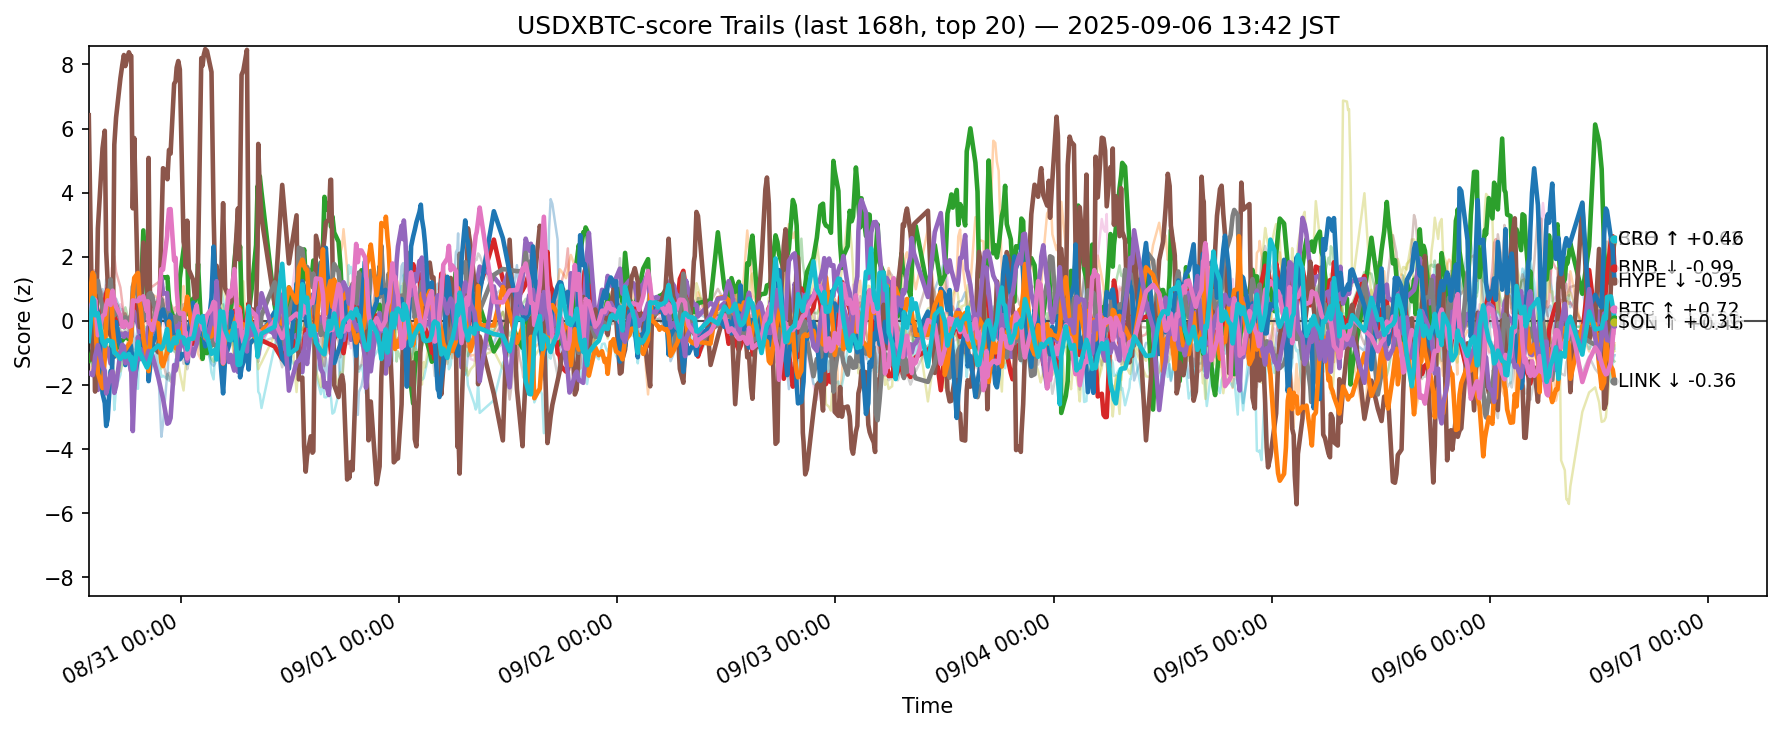 USDXBTC-score Trails (last 168h, top 20) — 2025-09-06 13:42 JST
Score (z)
8
6
4
2
0
−2
−4
−6
−8
CRO ↑ +0.46
BNB ↓ -0.99
HYPE ↓ -0.95
BTC ↑ +0.72
SOL
LINK ↓ -0.36
08/31 00:00
09/01 00:00
09/02 00:00
09/03 00:00
09/04 00:00
09/05 00:00
09/06 00:00
09/07 00:00
Time